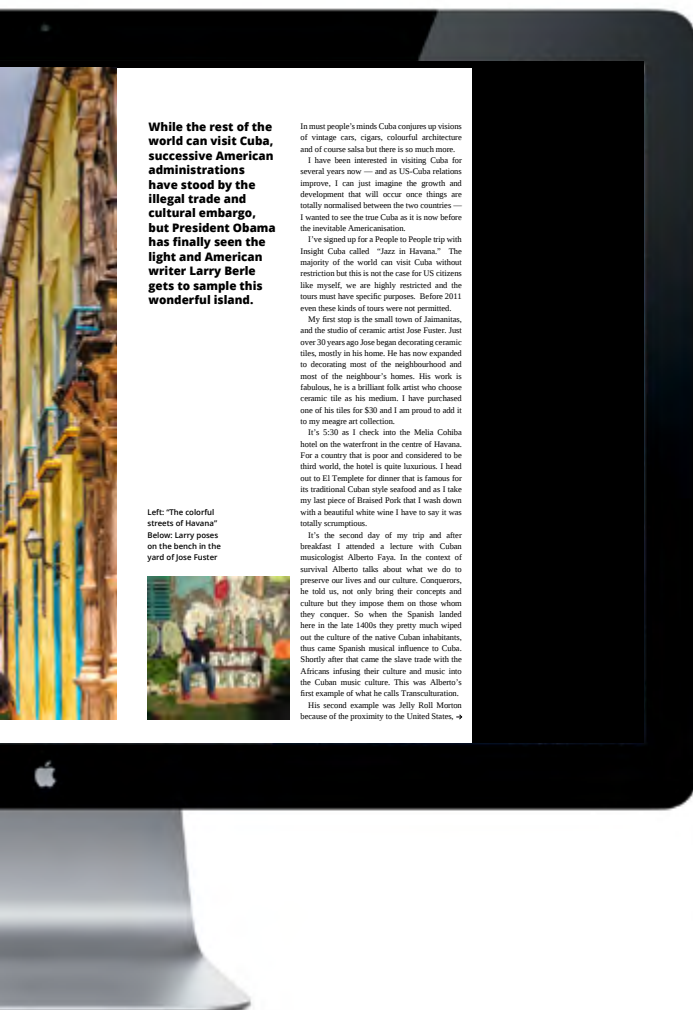 While the rest of the
world can visit Cuba,
successive American
administrations
have stood by the
illegal trade and
cultural embargo,
but President Obama
has finally seen the
light and American
writer Larry Berle
gets to sample this
wonderful island.
Left: “The colorful
streets of Havana”
Below: Larry poses
on the bench in the
yard of Jose Fuster
In must people’s minds Cuba conjures up visions
of vintage cars, cigars, colourful architecture
and of course salsa but there is so much more.
I have been interested in visiting Cuba for
several years now — and as US-Cuba relations
improve, I can just imagine the growth and
development that will occur once things are
totally normalised between the two countries —
I wanted to see the true Cuba as it is now before
the inevitable Americanisation.
I’ve signed up for a People to People trip with
Insight Cuba called “Jazz in Havana.” The
majority of the world can visit Cuba without
restriction but this is not the case for US citizens
like myself, we are highly restricted and the
tours must have specific purposes. Before 2011
even these kinds of tours were not permitted.
My first stop is the small town of Jaimanitas,
and the studio of ceramic artist Jose Fuster. Just
over 30 years ago Jose began decorating ceramic
tiles, mostly in his home. He has now expanded
to decorating most of the neighbourhood and
most of the neighbour’s homes. His work is
fabulous, he is a brilliant folk artist who choose
ceramic tile as his medium. I have purchased
one of his tiles for $30 and I am proud to add it
to my meagre art collection.
It’s 5:30 as I check into the Melia Cohiba
hotel on the waterfront in the centre of Havana.
For a country that is poor and considered to be
third world, the hotel is quite luxurious. I head
out to El Templete for dinner that is famous for
its traditional Cuban style seafood and as I take
my last piece of Braised Pork that I wash down
with a beautiful white wine I have to say it was
totally scrumptious.
It’s the second day of my trip and after
breakfast I attended a lecture with Cuban
musicologist Alberto Faya. In the context of
survival Alberto talks about what we do to
preserve our lives and our culture. Conquerors,
he told us, not only bring their concepts and
culture but they impose them on those whom
they conquer. So when the Spanish landed
here in the late 1400s they pretty much wiped
out the culture of the native Cuban inhabitants,
thus came Spanish musical influence to Cuba.
Shortly after that came the slave trade with the
Africans infusing their culture and music into
the Cuban music culture. This was Alberto’s
first example of what he calls Transculturation.
His second example was Jelly Roll Morton
because of the proximity to the United States, ➔